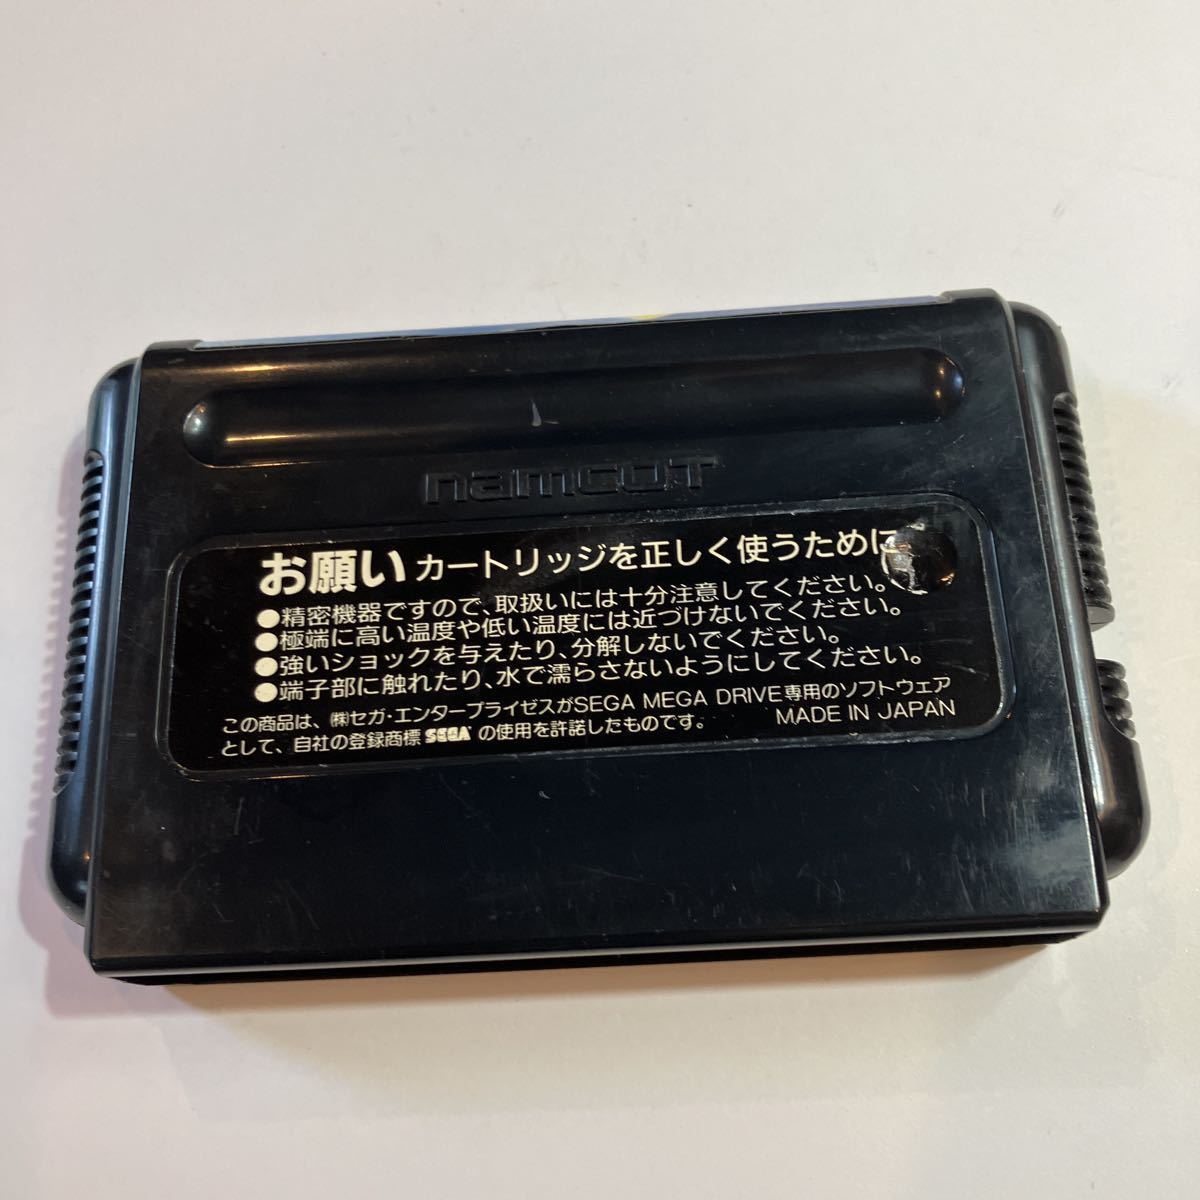 namcot
お願い カートリッジを正しく使うために
●精密機器ですので、取扱いには十分注意してください。
●極端に高い温度や低い温度には近づけないでください。
●強いショックを与えたり、分解しないでください。
●端子部に触れたり、水で濡らさないようにしてください。
この商品は、㈱セガ・エンタープライゼスがSEGA MEGA DRIVE専用のソフトウェア
として、自社の登録商標 SEGA の使用を許諾したものです。 MADE IN JAPAN